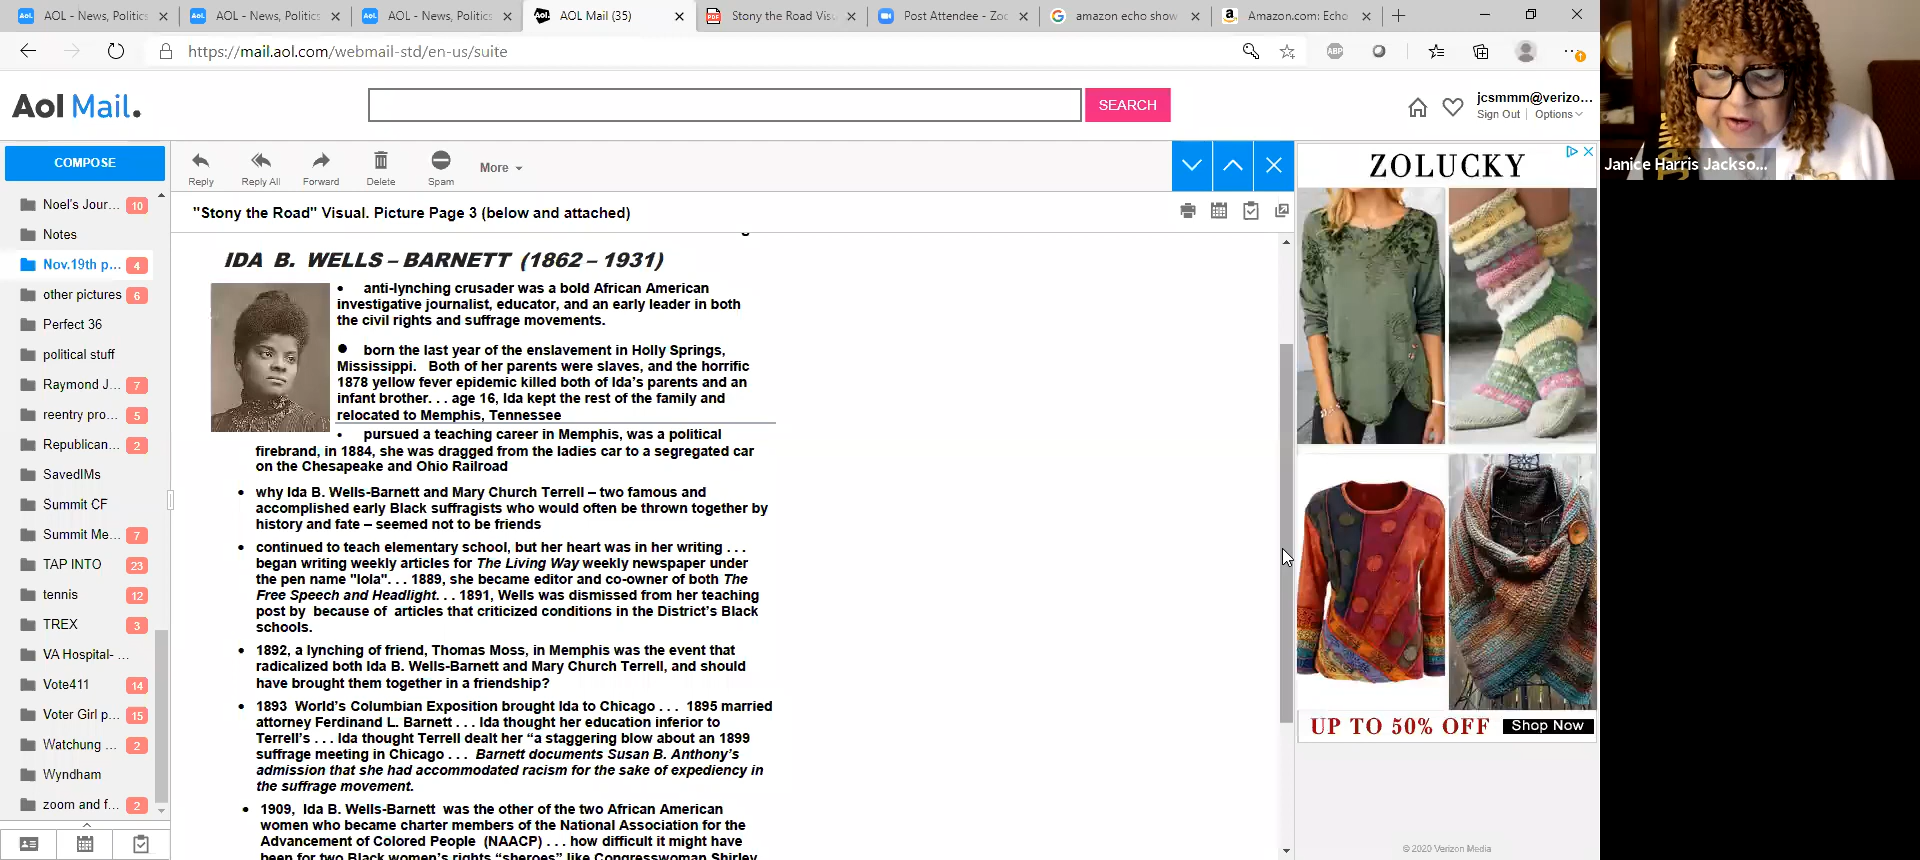 AOL - News, Politics
AOL - News, Politics
AOL - News, Politics
AOL Mail (35)
Stony the Road Visu
Post Attendee - Zoo
amazon echo show
Amazon.com: Echo
https://mail.aol.com/webmail-std/en-us/suite
ABP
Aol Mail.
SEARCH
jcsmmm@verizo...
Sign Out
Options
COMPOSE
Reply
Reply All
Forward
Delete
Spam
More
Noel's Jour... 10
Notes
Nov.19th p... 4
other pictures 6
Perfect 36
political stuff
Raymond J... 7
reentry pro... 5
Republican... 2
SavedIMs
Summit CF
Summit Me... 7
TAP INTO 23
tennis 12
TREX 3
VA Hospital- ...
Vote411 14
Voter Girl p... 15
Watchung ... 2
Wyndham
zoom and f... 2
"Stony the Road" Visual. Picture Page 3 (below and attached)
IDA B. WELLS – BARNETT (1862 – 1931)
• anti-lynching crusader was a bold African American
investigative journalist, educator, and an early leader in both
the civil rights and suffrage movements.
• born the last year of the enslavement in Holly Springs,
Mississippi. Both of her parents were slaves, and the horrific
1878 yellow fever epidemic killed both of Ida's parents and an
infant brother. . . age 16, Ida kept the rest of the family and
relocated to Memphis, Tennessee
• pursued a teaching career in Memphis, was a political
firebrand, in 1884, she was dragged from the ladies car to a segregated car
on the Chesapeake and Ohio Railroad
• why Ida B. Wells-Barnett and Mary Church Terrell – two famous and
accomplished early Black suffragists who would often be thrown together by
history and fate – seemed not to be friends
• continued to teach elementary school, but her heart was in her writing . . .
began writing weekly articles for The Living Way weekly newspaper under
the pen name "Iola". . . 1889, she became editor and co-owner of both The
Free Speech and Headlight. . . 1891, Wells was dismissed from her teaching
post by because of articles that criticized conditions in the District's Black
schools.
• 1892, a lynching of friend, Thomas Moss, in Memphis was the event that
radicalized both Ida B. Wells-Barnett and Mary Church Terrell, and should
have brought them together in a friendship?
• 1893 World's Columbian Exposition brought Ida to Chicago . . . 1895 married
attorney Ferdinand L. Barnett . . . Ida thought her education inferior to
Terrell's . . . Ida thought Terrell dealt her "a staggering blow about an 1899
suffrage meeting in Chicago . . . Barnett documents Susan B. Anthony's
admission that she had accommodated racism for the sake of expediency in
the suffrage movement.
• 1909, Ida B. Wells-Barnett was the other of the two African American
women who became charter members of the National Association for the
Advancement of Colored People (NAACP) . . . how difficult it might have
been for two Black women's rights "sheroes" like Congresswoman Shirley
ZOLUCKY
UP TO 50% OFF
Shop Now
© 2020 Verizon Media
Janice Harris Jackso...